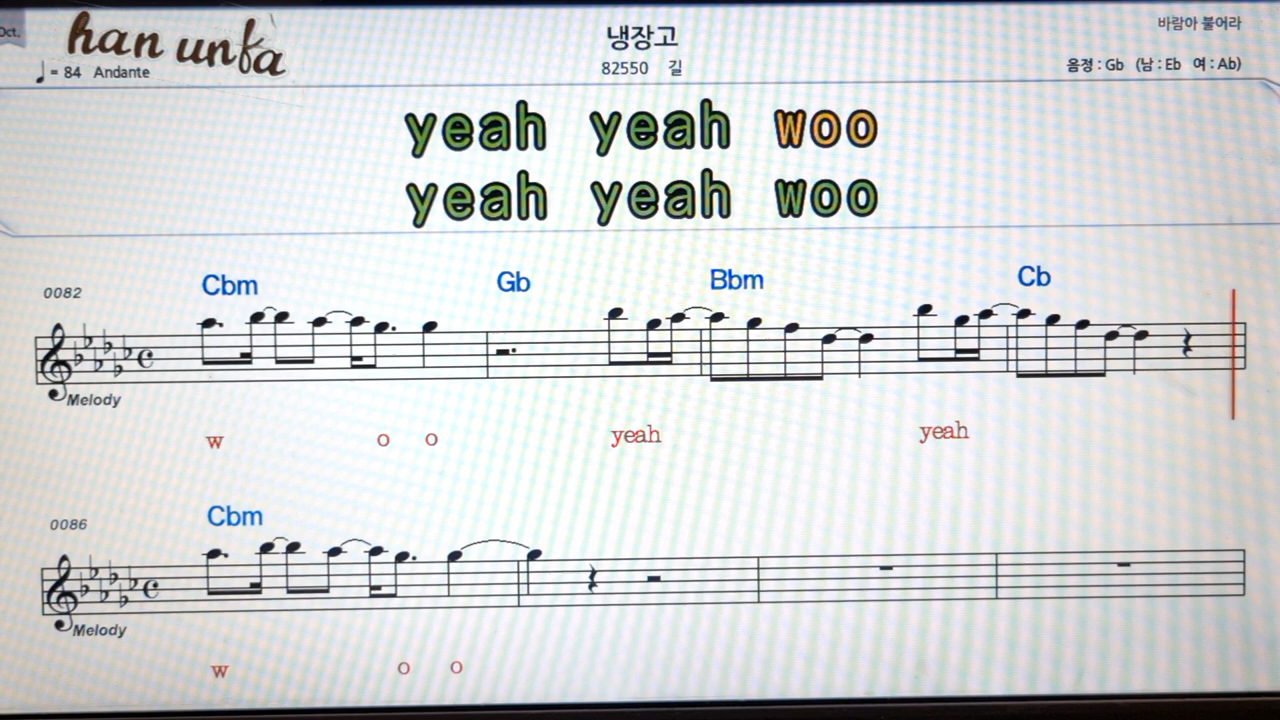 Oct.
han unfa
냉장고
바람아 불어라
♩ = 84 Andante
82550 길
음정 : Gb (남 : Eb 여 : Ab)
yeah yeah woo
yeah yeah woo
0082 Cbm Gb Bbm Cb
Melody
w o o yeah yeah
0086 Cbm
Melody
w o o